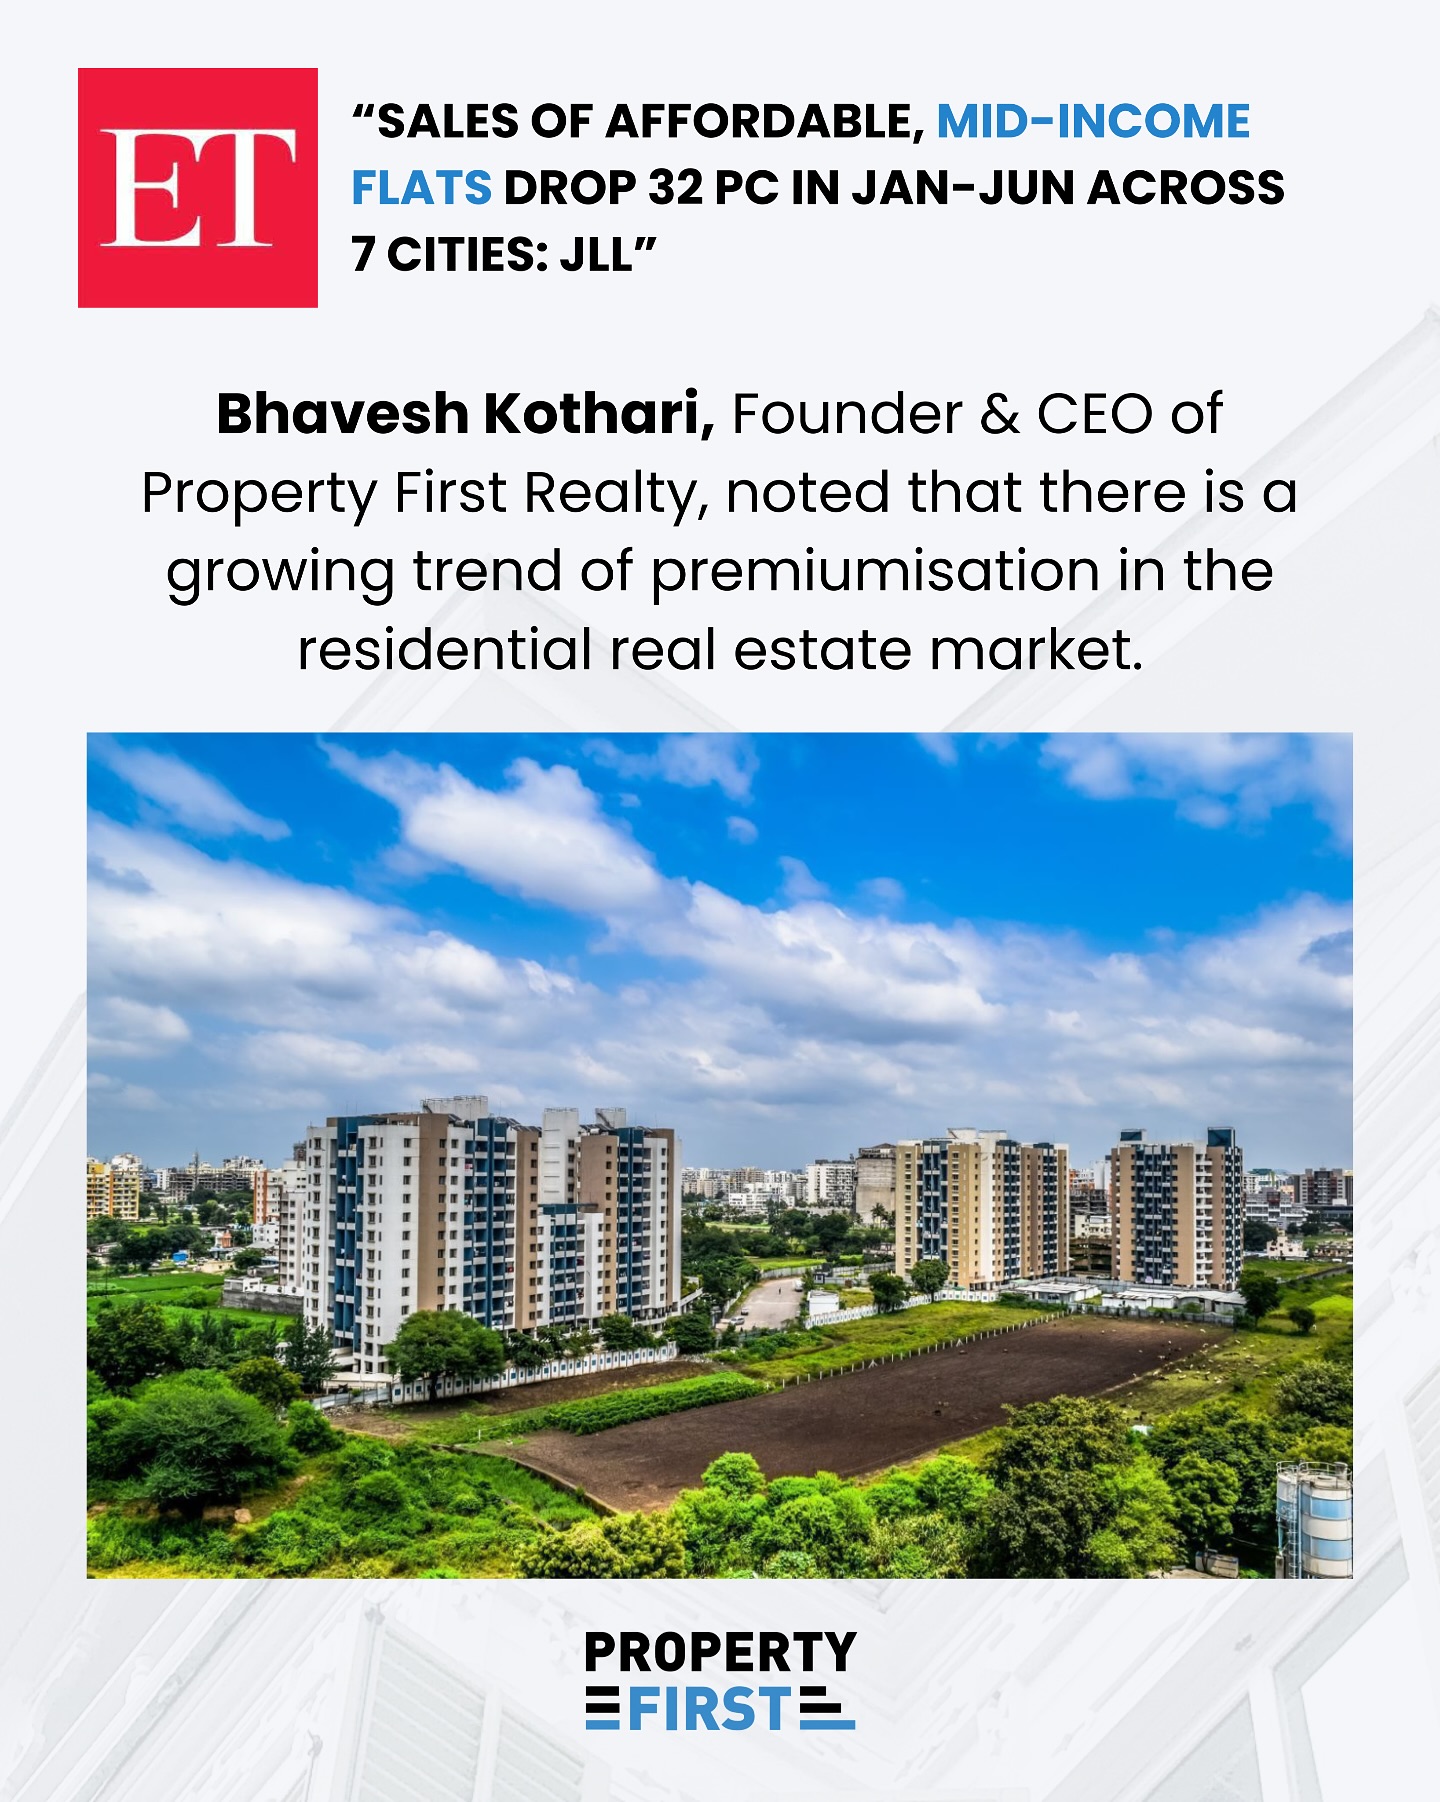 ET
“SALES OF AFFORDABLE, MID-INCOME
FLATS DROP 32 PC IN JAN-JUN ACROSS
7 CITIES: JLL”
Bhavesh Kothari, Founder & CEO of
Property First Realty, noted that there is a
growing trend of premiumisation in the
residential real estate market.
PROPERTY
FIRST